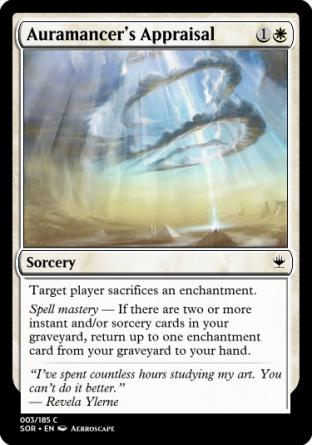 Auramancer's Appraisal 1
Sorcery
Target player sacrifices an enchantment.
Spell mastery — If there are two or more
instant and/or sorcery cards in your
graveyard, return up to one enchantment
card from your graveyard to your hand.
“I've spent countless hours studying my art. You
can't do it better.”
— Revela Ylerne
003/185 C
SOR • EN Aerroscape